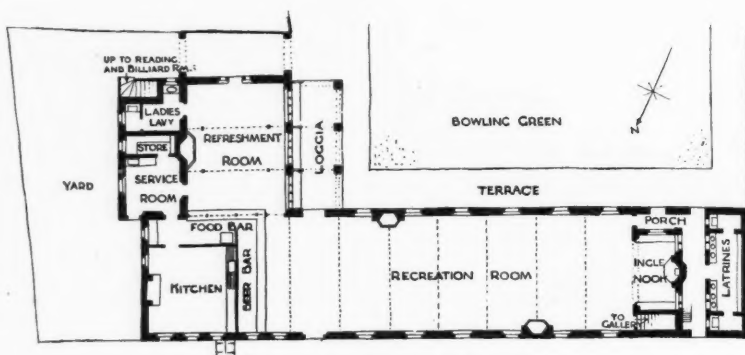 UP TO READING
AND BILLIARD RM.
LADIES
LAVY
STORE
REFRESHMENT
ROOM
LOGGIA
BOWLING GREEN
N
YARD
SERVICE
ROOM
TERRACE
FOOD BAR
PORCH
KITCHEN
BEER BAR
RECREATION ROOM
INGLE
NOOK
LATRINES
TO
GALLERY